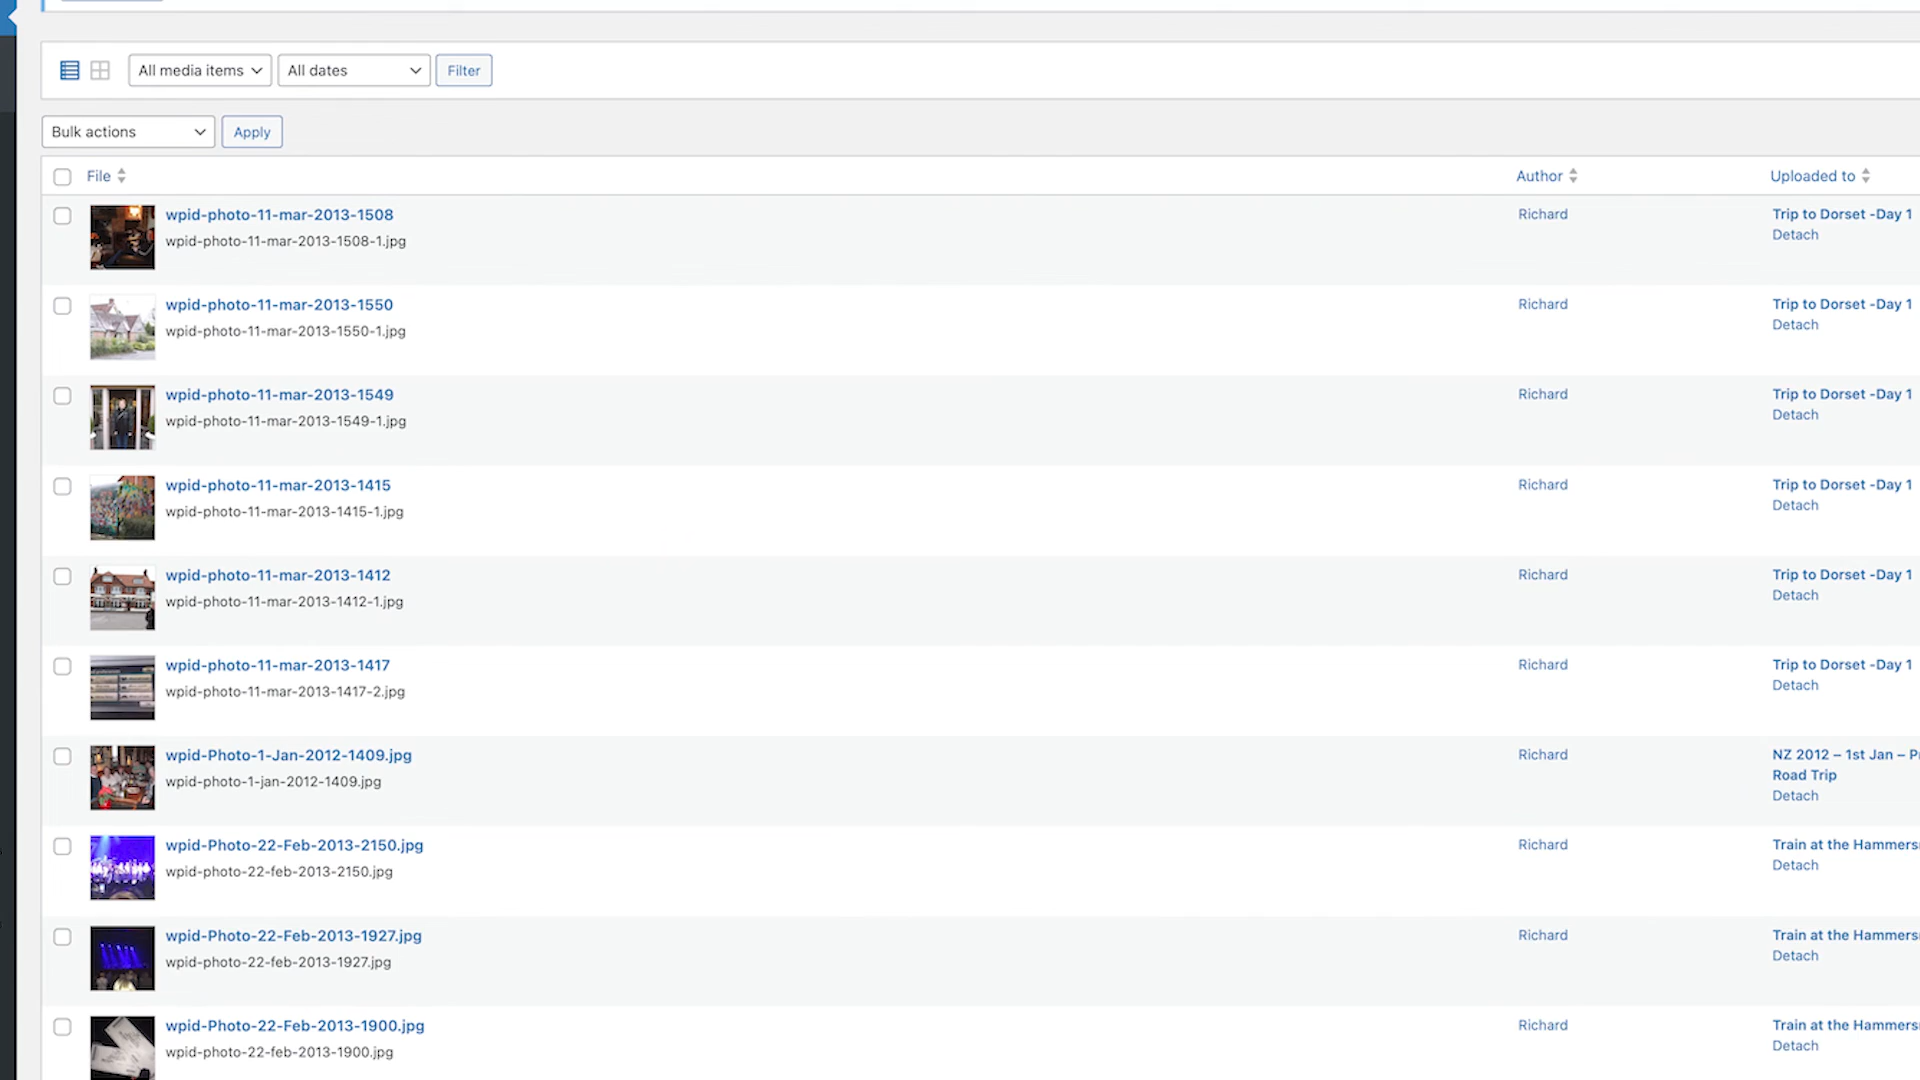 All media items
All dates
Filter
Bulk actions
Apply
File
Author
Uploaded to
wpid-photo-11-mar-2013-1508
wpid-photo-11-mar-2013-1508-1.jpg
Richard
Trip to Dorset -Day 1
Detach
wpid-photo-11-mar-2013-1550
wpid-photo-11-mar-2013-1550-1.jpg
Richard
Trip to Dorset -Day 1
Detach
wpid-photo-11-mar-2013-1549
wpid-photo-11-mar-2013-1549-1.jpg
Richard
Trip to Dorset -Day 1
Detach
wpid-photo-11-mar-2013-1415
wpid-photo-11-mar-2013-1415-1.jpg
Richard
Trip to Dorset -Day 1
Detach
wpid-photo-11-mar-2013-1412
wpid-photo-11-mar-2013-1412-1.jpg
Richard
Trip to Dorset -Day 1
Detach
wpid-photo-11-mar-2013-1417
wpid-photo-11-mar-2013-1417-2.jpg
Richard
Trip to Dorset -Day 1
Detach
wpid-Photo-1-Jan-2012-1409.jpg
wpid-photo-1-jan-2012-1409.jpg
Richard
NZ 2012 – 1st Jan –
Road Trip
Detach
wpid-Photo-22-Feb-2013-2150.jpg
wpid-photo-22-feb-2013-2150.jpg
Richard
Train at the
Detach
wpid-Photo-22-Feb-2013-1927.jpg
wpid-photo-22-feb-2013-1927.jpg
Richard
Train at the
Detach
wpid-Photo-22-Feb-2013-1900.jpg
wpid-photo-22-feb-2013-1900.jpg
Richard
Train at the
Detach